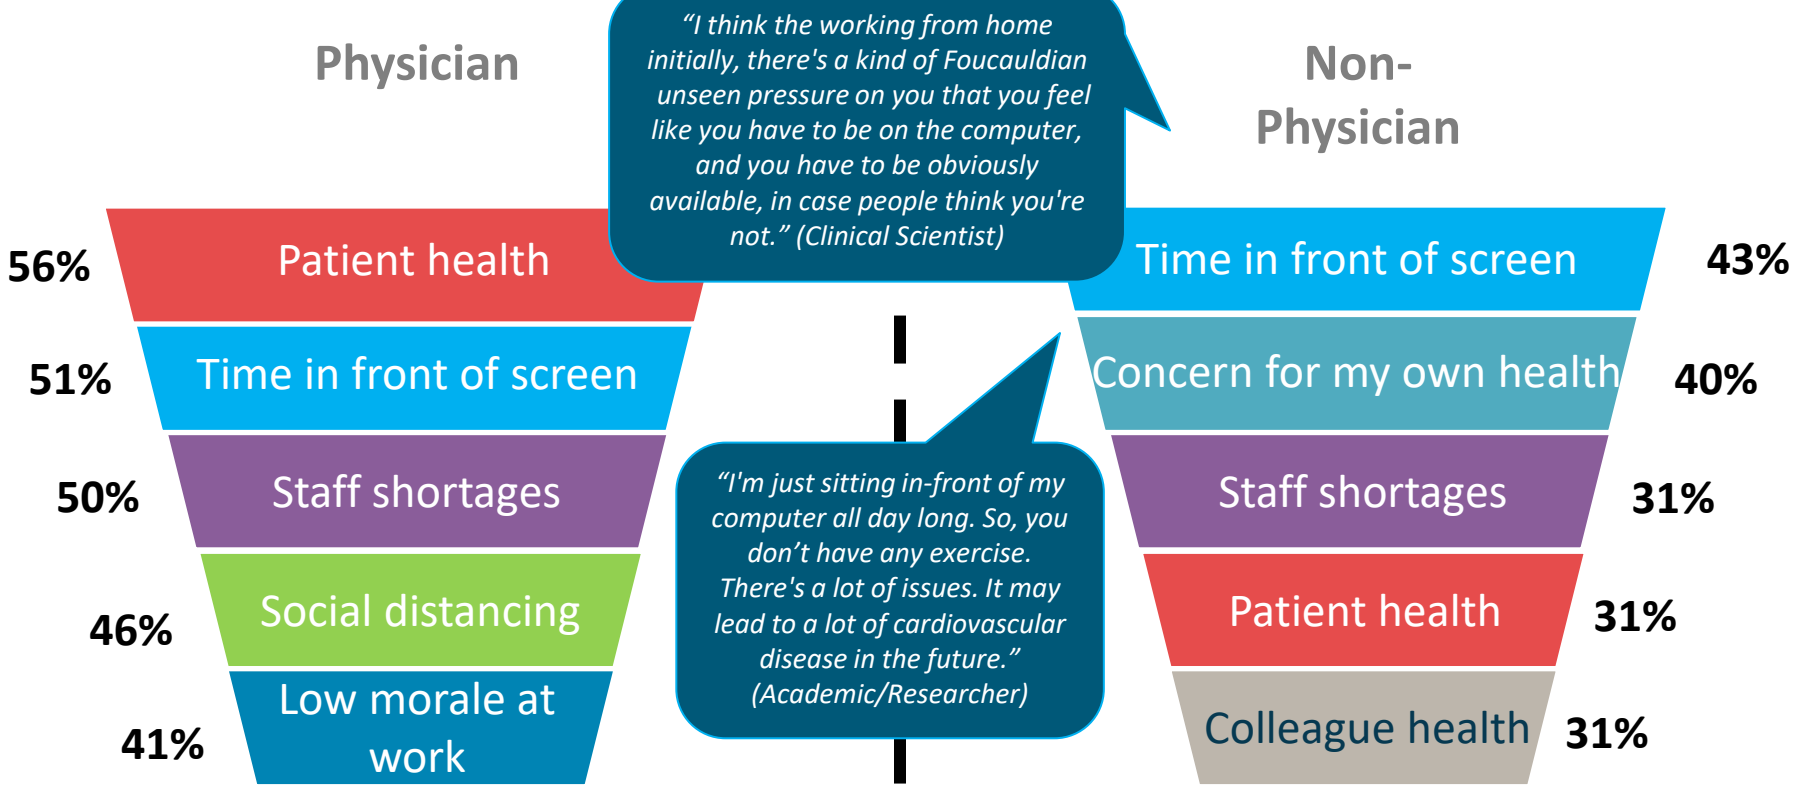 Physician
56%
Patient health
51%
Time in front of screen
50%
Staff shortages
46%
Social distancing
41%
Low morale at
work
“I think the working from home
initially, there's a kind of Foucauldian
unseen pressure on you that you feel
like you have to be on the computer,
and you have to be obviously
available, in case people think you're
not.” (Clinical Scientist)
“I'm just sitting in-front of my
computer all day long. So, you
don’t have any exercise.
There's a lot of issues. It may
lead to a lot of cardiovascular
disease in the future.”
(Academic/Researcher)
Non-
Physician
Time in front of screen
43%
Concern for my own health
40%
Staff shortages
31%
Patient health
31%
Colleague health
31%